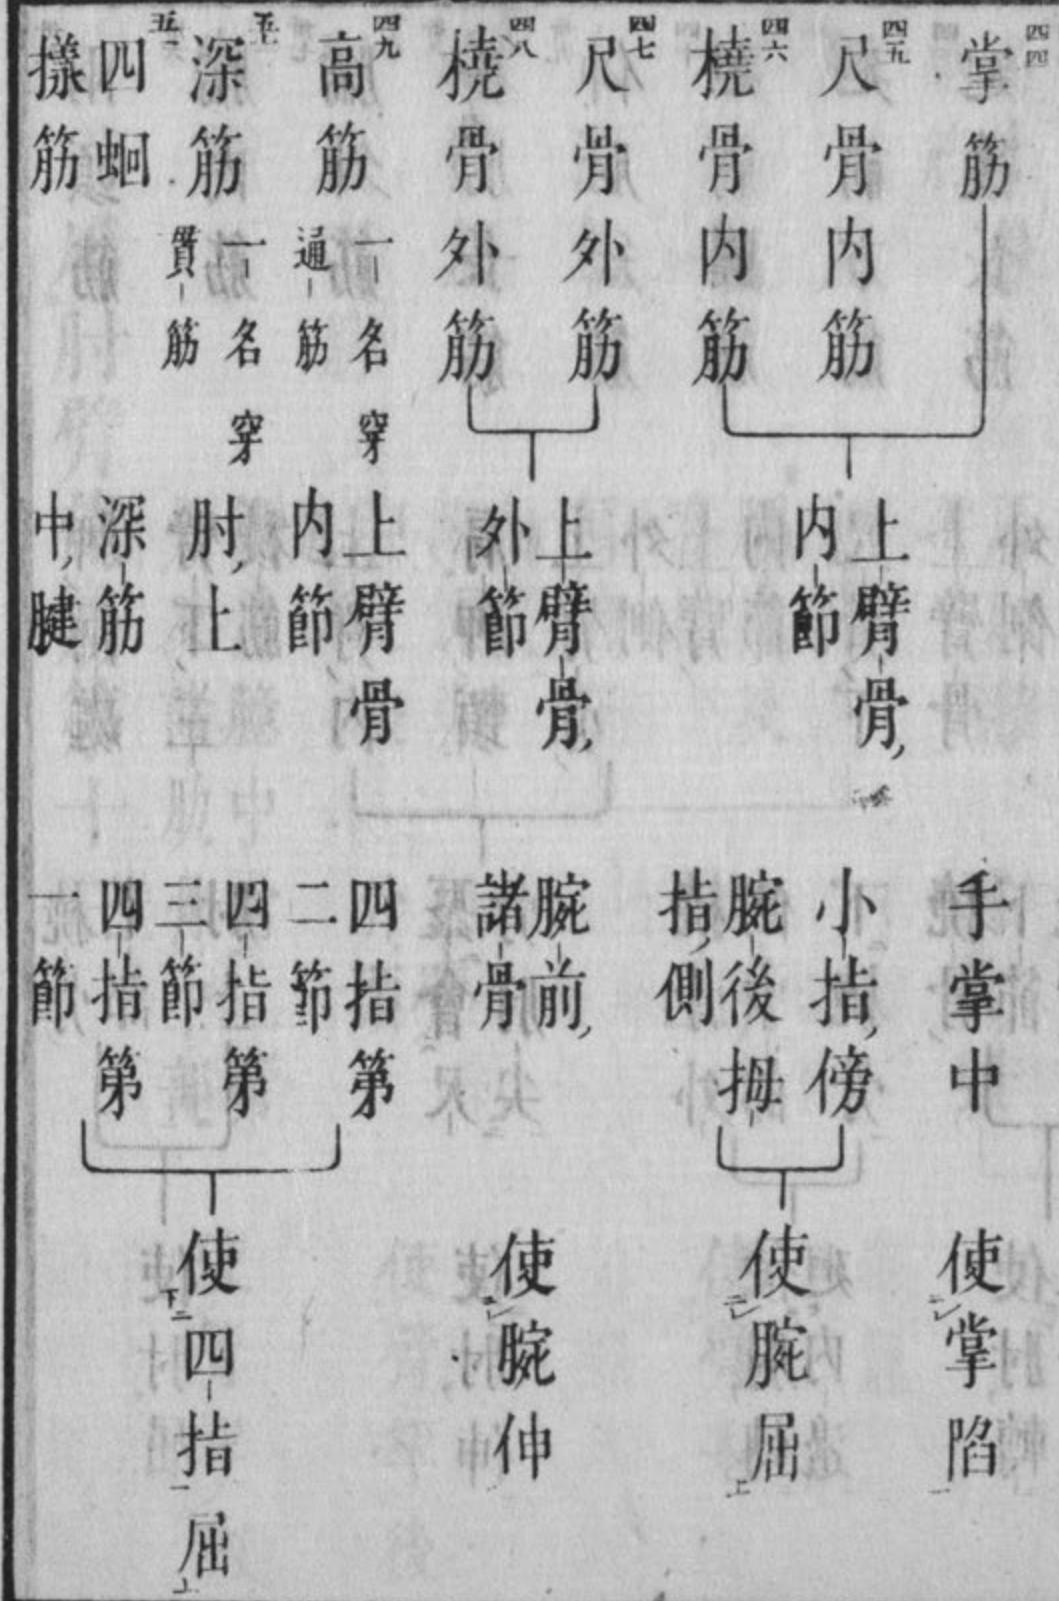 四四
掌筋
手掌中
使掌陷
四五
尺骨内筋
上臂骨
内節
小指傍
四六
橈骨内筋
腕後拇
指側
使腕屈
四七
尺骨外筋
上臂骨
外節
腕前
諸骨
使腕伸
四八
橈骨外筋
四九
高筋
一名穿
通筋
上臂骨
内節
四指第
二節
五十
深筋
一名穿
質筋
肘上
四指第
三節
使四指屈
五一
四蛔
樣筋
深筋
中腱
四指第
一節